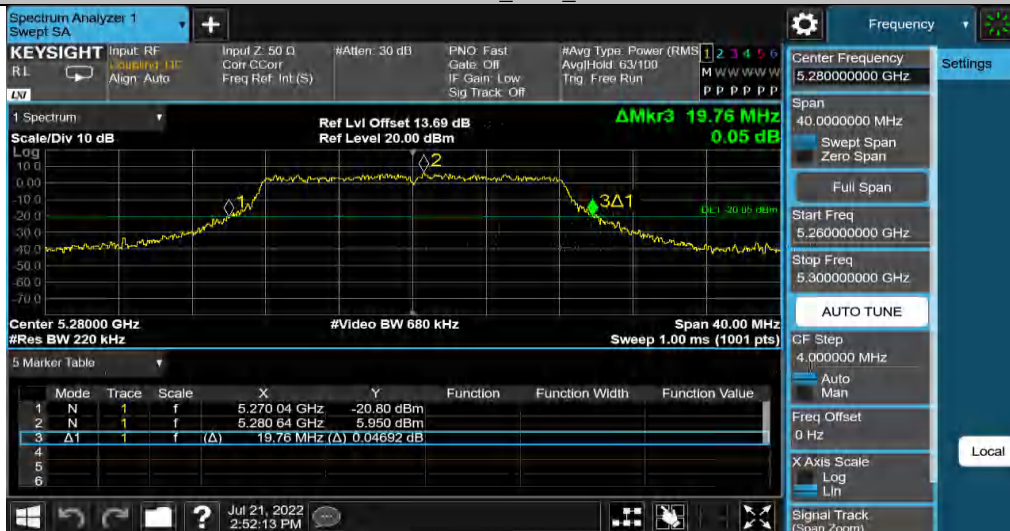 Spectrum Analyzer 1
Swept SA
+
Frequency
KEYSIGHT
RL
LXI
Input: RF
Coupling: DC
Align: Auto
Input Z: 50 Ω
Corr CCorr
Freq Ref: Int (S)
#Atten: 30 dB
PNO: Fast
Gate: Off
IF Gain: Low
Sig Track: Off
#Avg Type: Power (RMS
Avg|Hold: 63/100
Trig: Free Run
1 2 3 4 5 6
M W W W W W
P P P P P P
1 Spectrum
Scale/Div 10 dB
Ref Lvl Offset 13.69 dB
Ref Level 20.00 dBm
ΔMkr3 19.76 MHz
0.05 dB
Log
10.0
0.00
-10.0
-20.0
-30.0
-40.0
-50.0
-60.0
-70.0
1
2
3Δ1
DL1 -20.05 dBm
Center 5.28000 GHz
#Res BW 220 kHz
#Video BW 680 kHz
Span 40.00 MHz
Sweep 1.00 ms (1001 pts)
5 Marker Table
Mode Trace Scale X Y Function Function Width Function Value
1 N 1 f 5.270 04 GHz -20.80 dBm
2 N 1 f 5.280 64 GHz 5.950 dBm
3 Δ1 1 f (Δ) 19.76 MHz (Δ) 0.04692 dB
4
5
6
?
Jul 21, 2022
2:52:13 PM
Center Frequency
5.280000000 GHz
Settings
Span
40.0000000 MHz
Swept Span
Zero Span
Full Span
Start Freq
5.260000000 GHz
Stop Freq
5.300000000 GHz
AUTO TUNE
CF Step
4.000000 MHz
Auto
Man
Freq Offset
0 Hz
Local
X Axis Scale
Log
Lin
Signal Track
(Span Zoom)